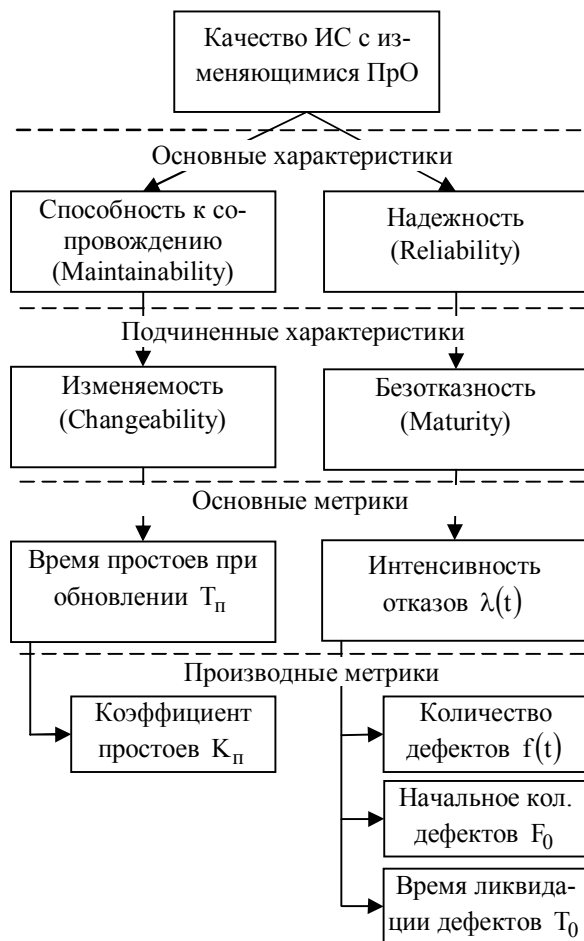 Качество ИС с из-
меняющимися ПрО
Основные характеристики
Способность к со-
провождению
(Maintainability)
Надежность
(Reliability)
Подчиненные характеристики
Изменяемость
(Changeability)
Безотказность
(Maturity)
Основные метрики
Время простоев при
обновлении Tп
Интенсивность
отказов λ(t)
Производные метрики
Коэффициент
простоев Kп
Количество
дефектов f(t)
Начальное кол.
дефектов F0
Время ликвида-
ции дефектов T0